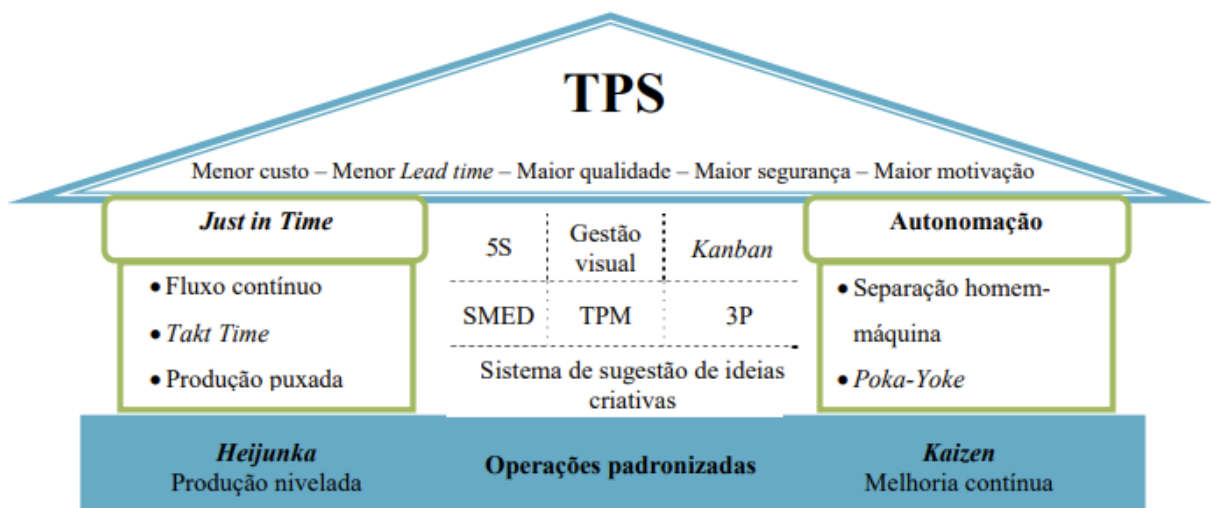 TPS
Menor custo – Menor Lead time – Maior qualidade – Maior segurança – Maior motivação
Just in Time
• Fluxo contínuo
• Takt Time
• Produção puxada
5S
Gestão
visual
Kanban
SMED
TPM
3P
Sistema de sugestão de ideias
criativas
Autonomação
• Separação homem-
máquina
• Poka-Yoke
Heijunka
Produção nivelada
Operações padronizadas
Kaizen
Melhoria contínua